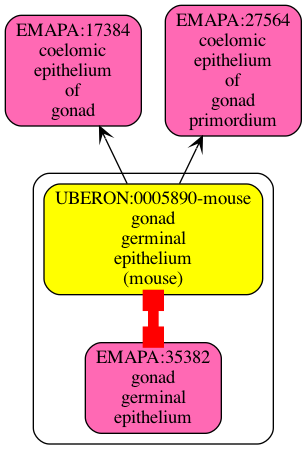 EMAPA:17384
coelomic
epithelium
of
gonad
EMAPA:27564
coelomic
epithelium
of
gonad
primordium
UBERON:0005890-mouse
gonad
germinal
epithelium
(mouse)
EMAPA:35382
gonad
germinal
epithelium